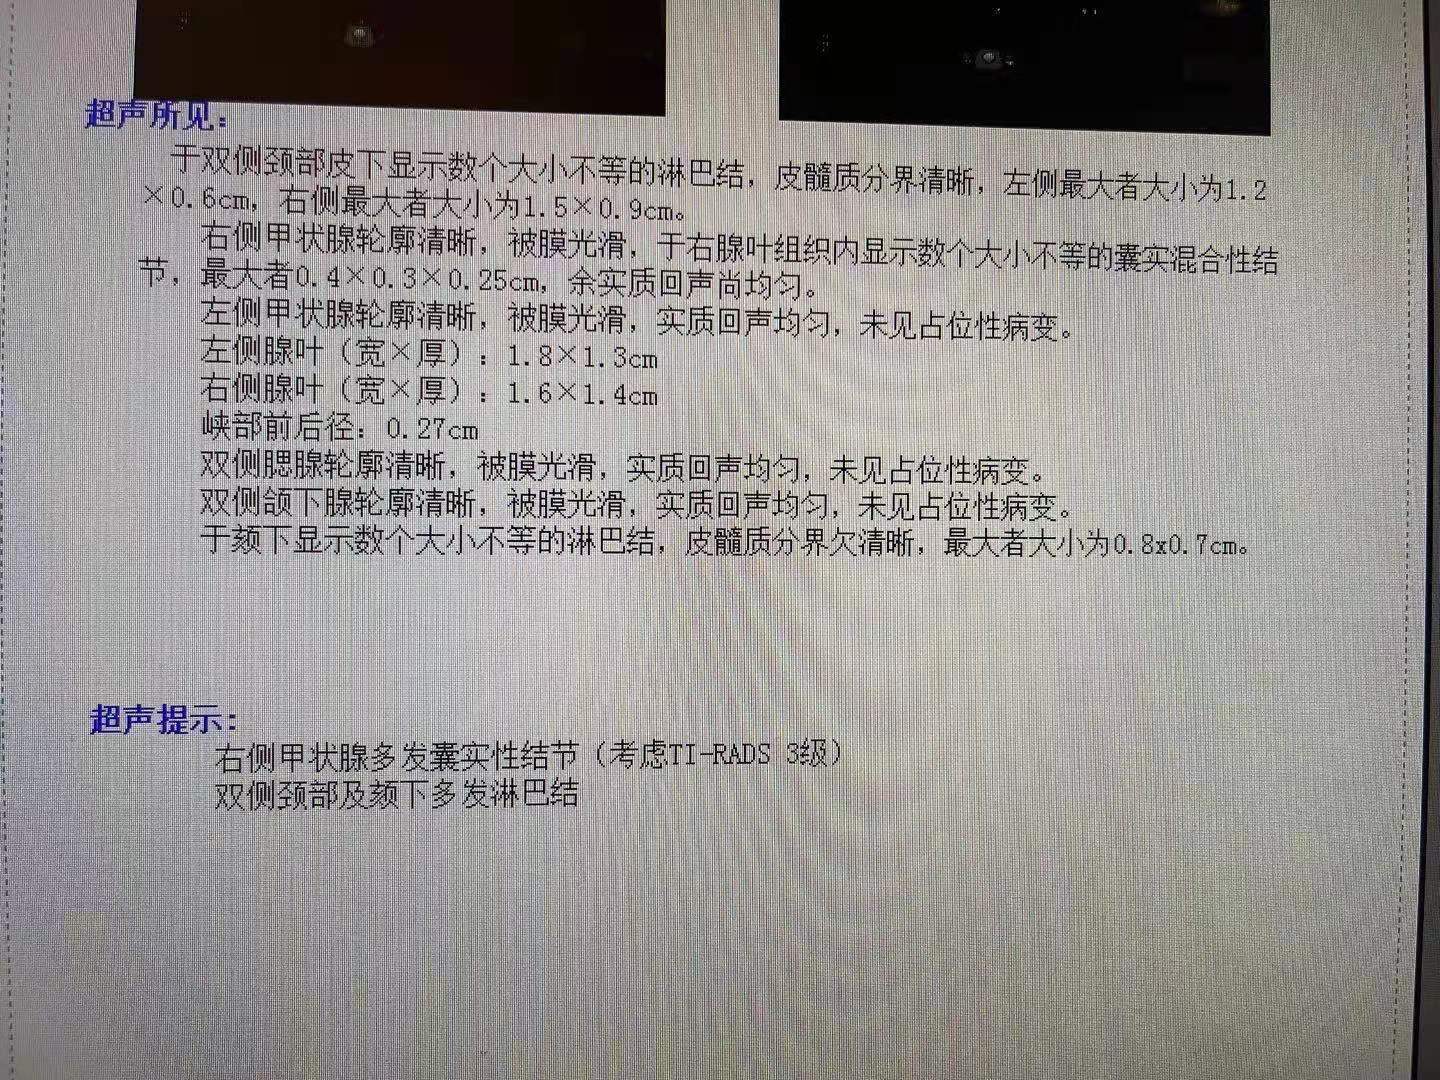 超声所见：
于双侧颈部皮下显示数个大小不等的淋巴结，皮髓质分界清晰，左侧最大者大小为1.2
×0.6cm，右侧最大者大小为1.5×0.9cm。
右侧甲状腺轮廓清晰，被膜光滑，于右腺叶组织内显示数个大小不等的囊实混合性结
节，最大者0.4×0.3×0.25cm，余实质回声尚均匀。
左侧甲状腺轮廓清晰，被膜光滑，实质回声均匀，未见占位性病变。
左侧腺叶（宽×厚）：1.8×1.3cm
右侧腺叶（宽×厚）：1.6×1.4cm
峡部前后径：0.27cm
双侧腮腺轮廓清晰，被膜光滑，实质回声均匀，未见占位性病变。
双侧颌下腺轮廓清晰，被膜光滑，实质回声均匀，未见占位性病变。
于颏下显示数个大小不等的淋巴结，皮髓质分界欠清晰，最大者大小为0.8x0.7cm。
超声提示：
右侧甲状腺多发囊实性结节（考虑TI-RADS 3级）
双侧颈部及颏下多发淋巴结